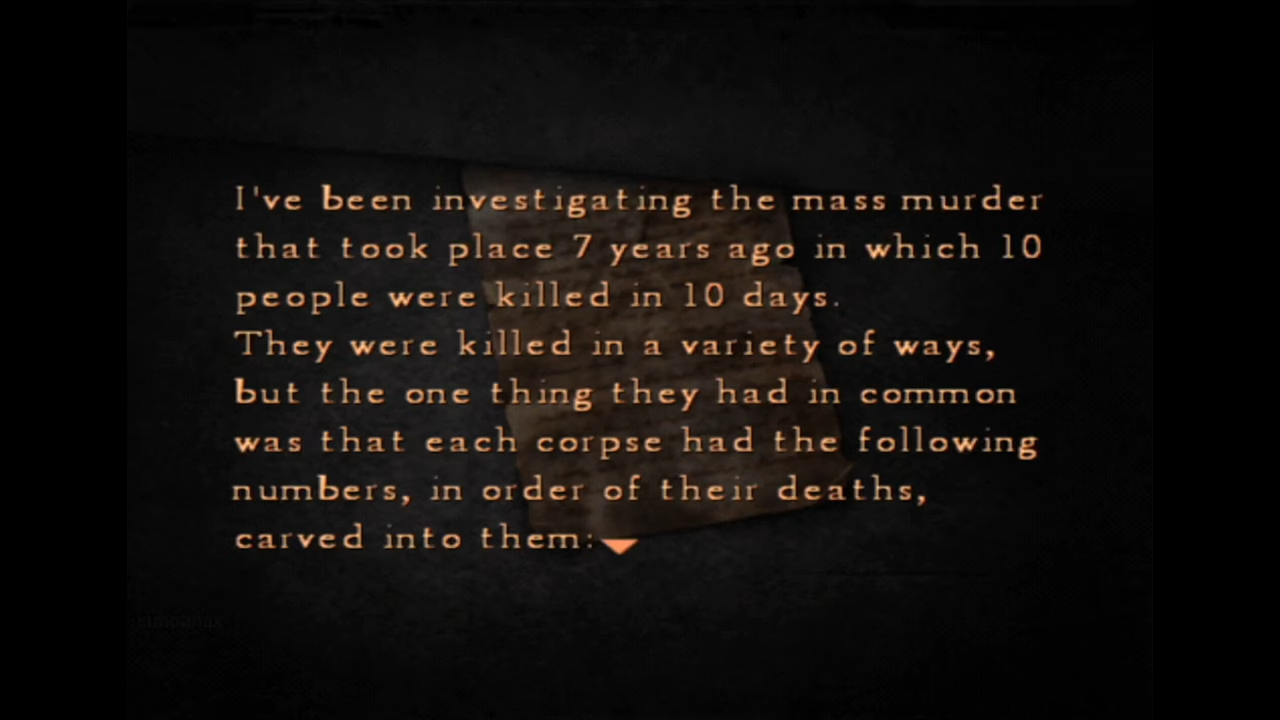 I've been investigating the mass murder
that took place 7 years ago in which 10
people were killed in 10 days.
They were killed in a variety of ways,
but the one thing they had in common
was that each corpse had the following
numbers, in order of their deaths,
carved into them: